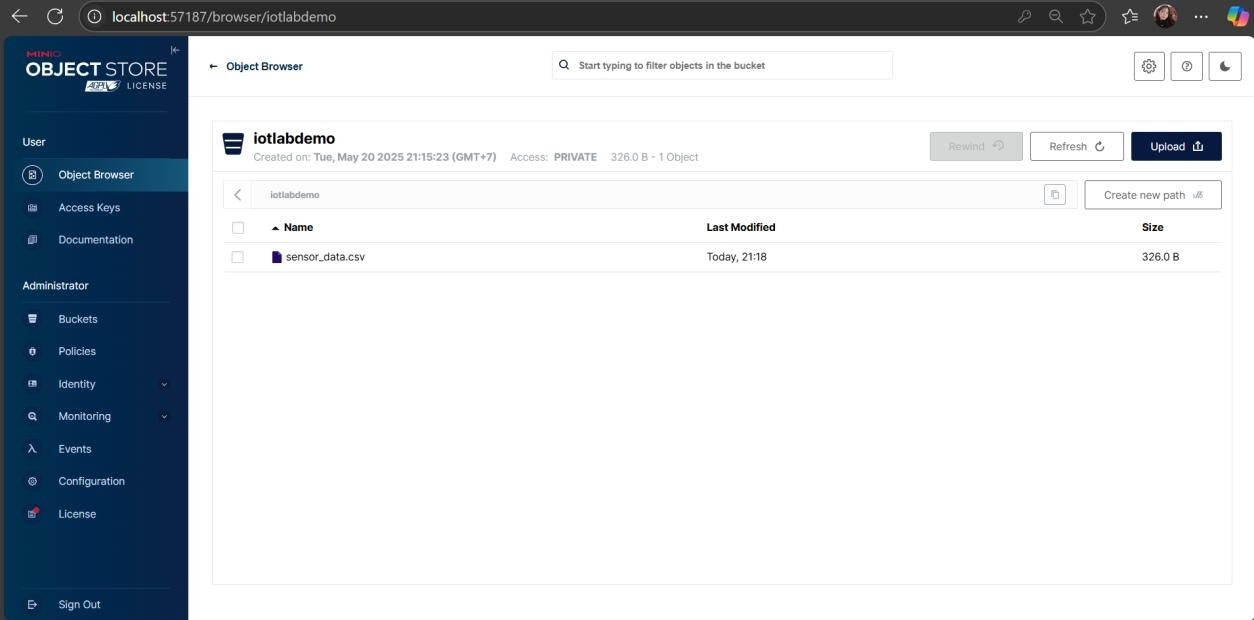 localhost:57187/browser/iotlabdemo
MINIO
OBJECT STORE
AGPLv3 LICENSE
User
Object Browser
Access Keys
Documentation
Administrator
Buckets
Policies
Identity
Monitoring
Events
Configuration
License
Sign Out
← Object Browser
Start typing to filter objects in the bucket
iotlabdemo
Created on: Tue, May 20 2025 21:15:23 (GMT+7) Access: PRIVATE 326.0 B - 1 Object
Rewind Refresh Upload
iotlabdemo Create new path
Name Last Modified Size
sensor_data.csv Today, 21:18 326.0 B